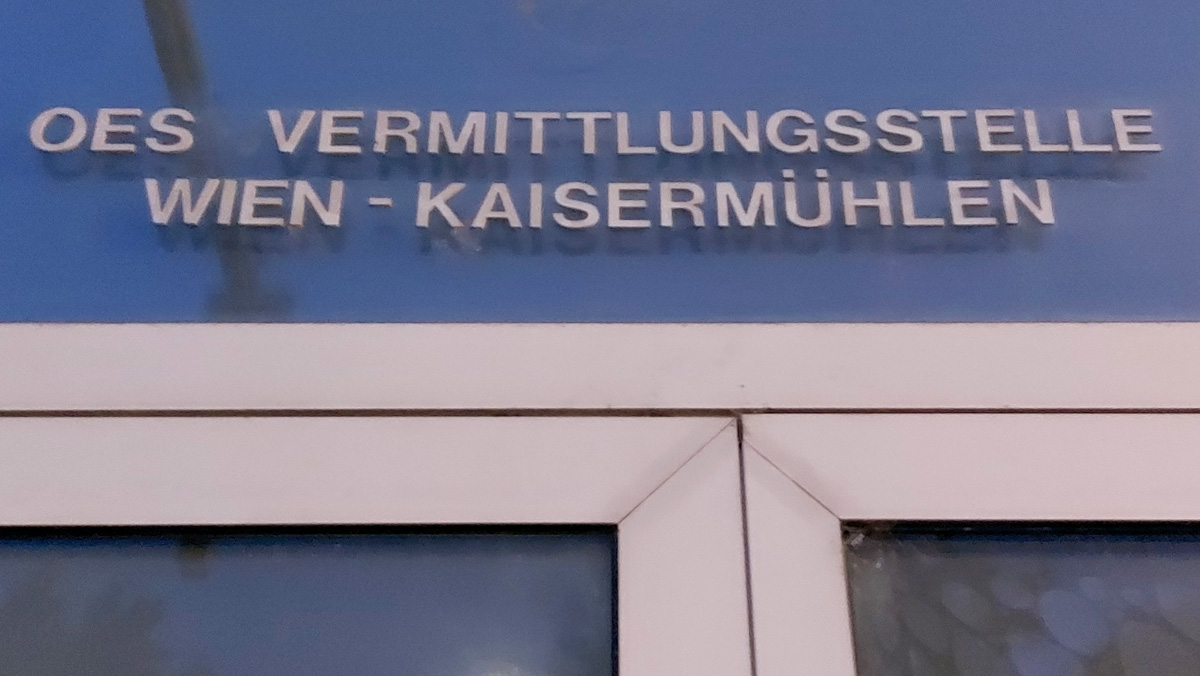 OES VERMITTLUNGSSTELLE
WIEN - KAISERMÜHLEN